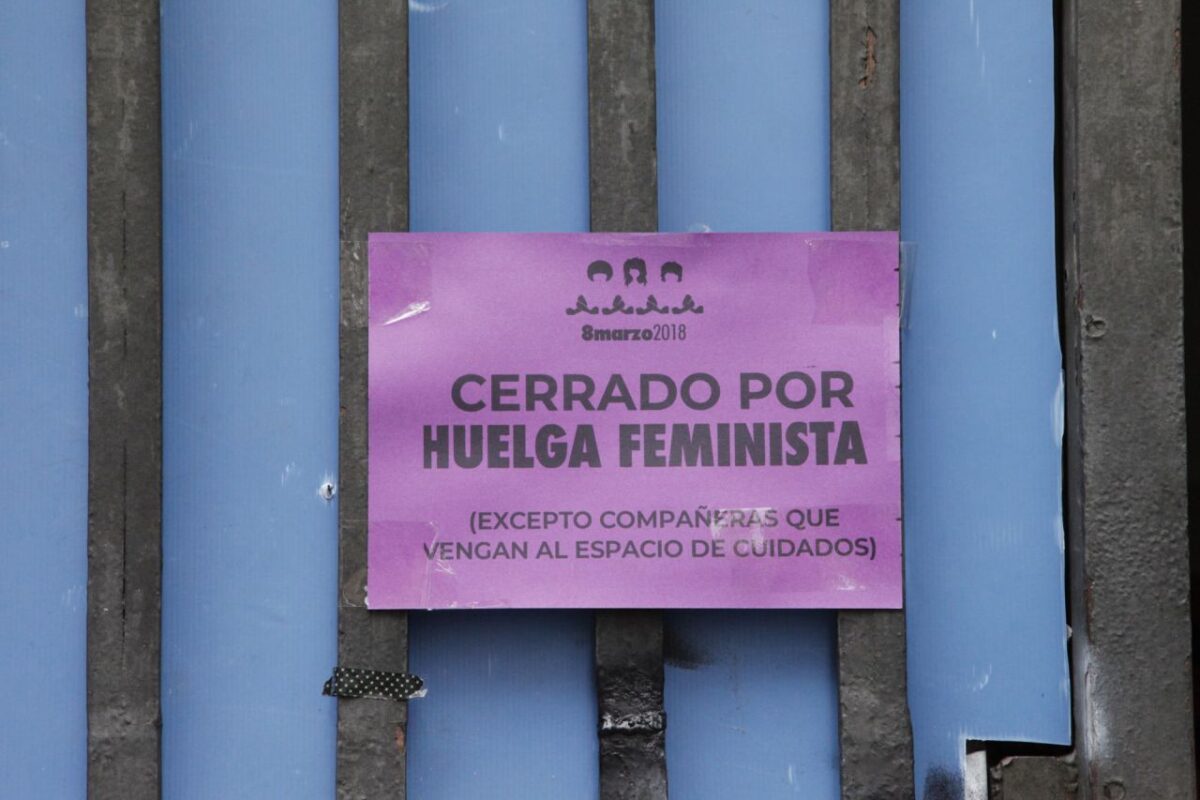 8marzo2018
CERRADO POR
HUELGA FEMINISTA
(EXCEPTO COMPAÑERAS QUE
VENGAN AL ESPACIO DE CUIDADOS)